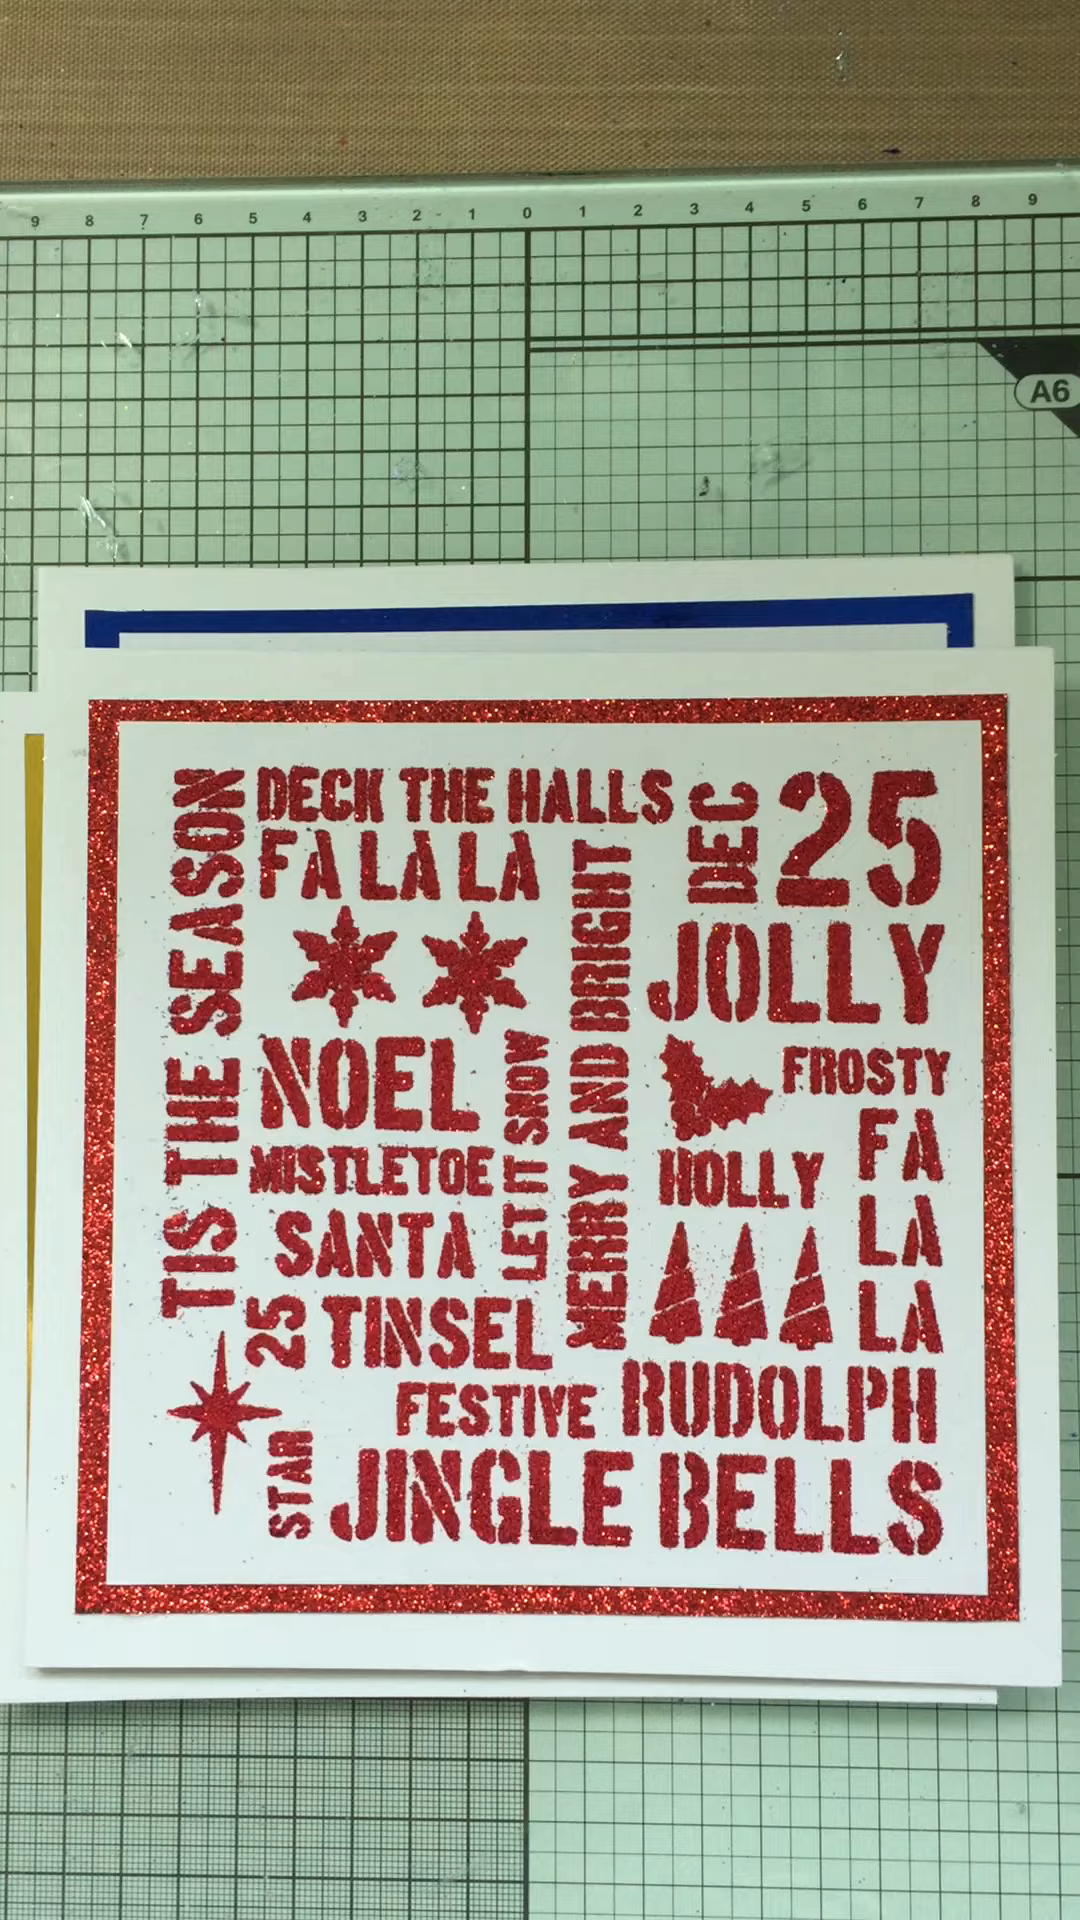 9 8 7 6 5 4 3 2 1 0 1 2 3 4 5 6 7 8 9
A6
TIS THE SEASON
DECK THE HALLS
FA LA LA
DEC
25
JOLLY
MERRY AND BRIGHT
NOEL
LET IT SNOW
FROSTY
MISTLETOE
HOLLY
FA
LA
LA
SANTA
25
TINSEL
FESTIVE
RUDOLPH
STAR
JINGLE BELLS